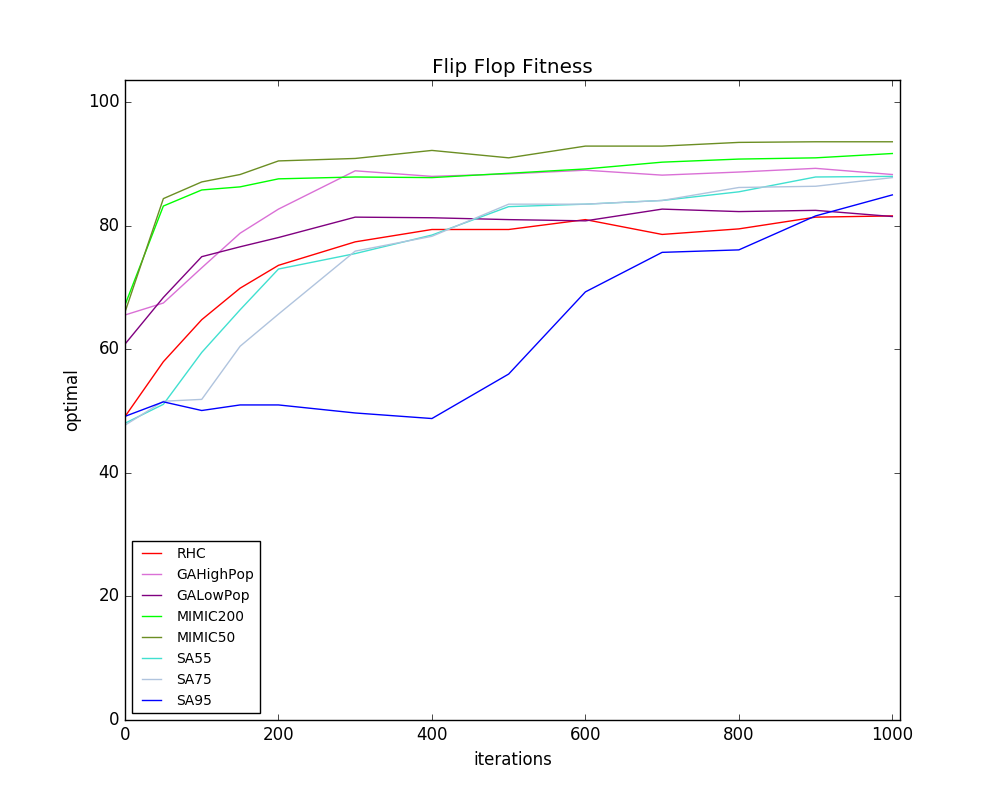 Flip Flop Fitness
100
80
60
40
20
0
optimal
RHC
GAHighPop
GALowPop
MIMIC200
MIMIC50
SA55
SA75
SA95
0 200 400 600 800 1000
iterations